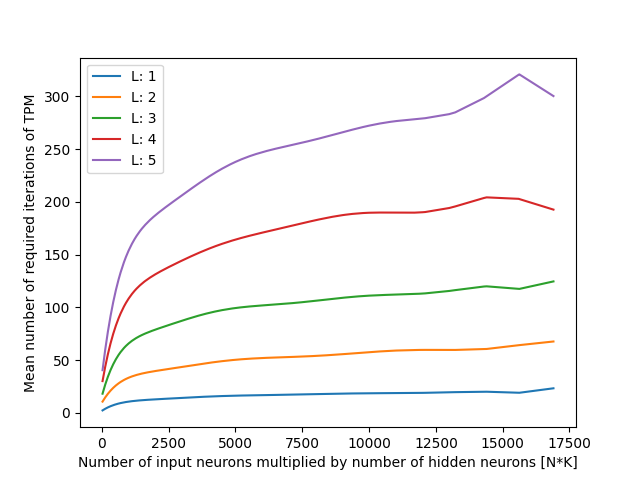 L: 1
L: 2
L: 3
L: 4
L: 5
Mean number of required iterations of TPM
300
250
200
150
100
50
0
0 2500 5000 7500 10000 12500 15000 17500
Number of input neurons multiplied by number of hidden neurons [N*K]